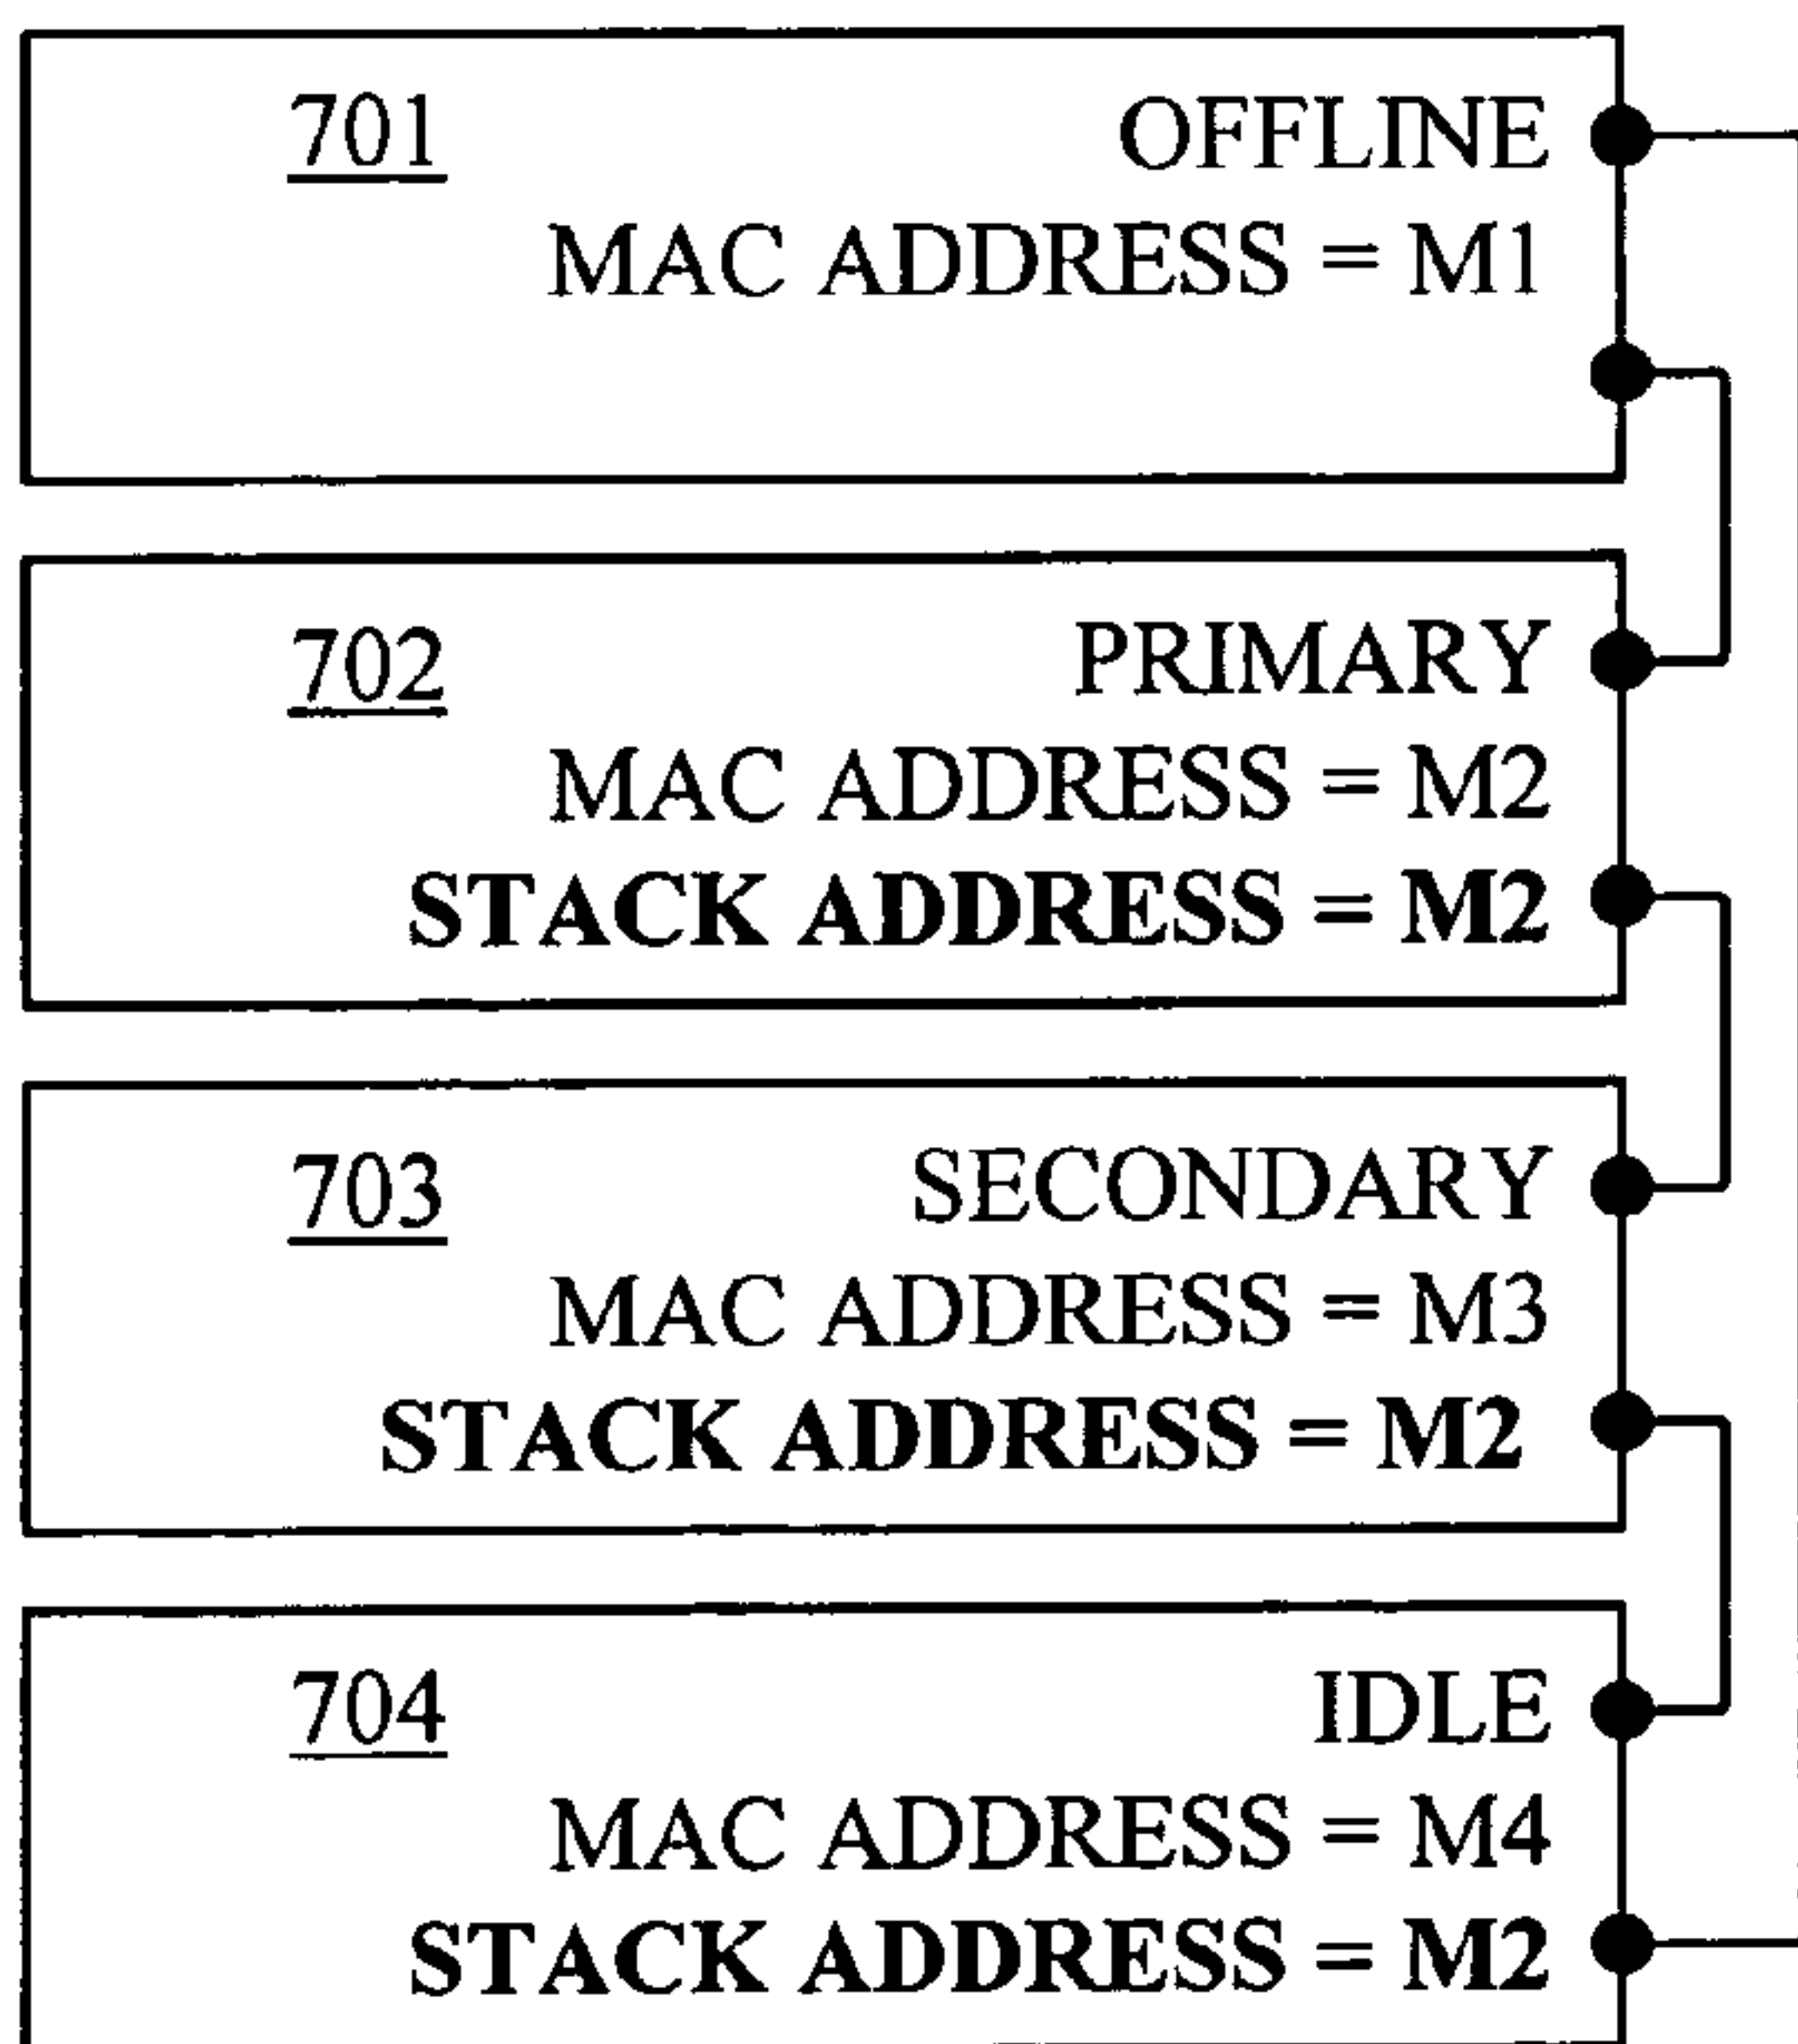 701 OFFLINE
MAC ADDRESS = M1
702 PRIMARY
MAC ADDRESS = M2
STACK ADDRESS = M2
703 SECONDARY
MAC ADDRESS = M3
STACK ADDRESS = M2
704 IDLE
MAC ADDRESS = M4
STACK ADDRESS = M2